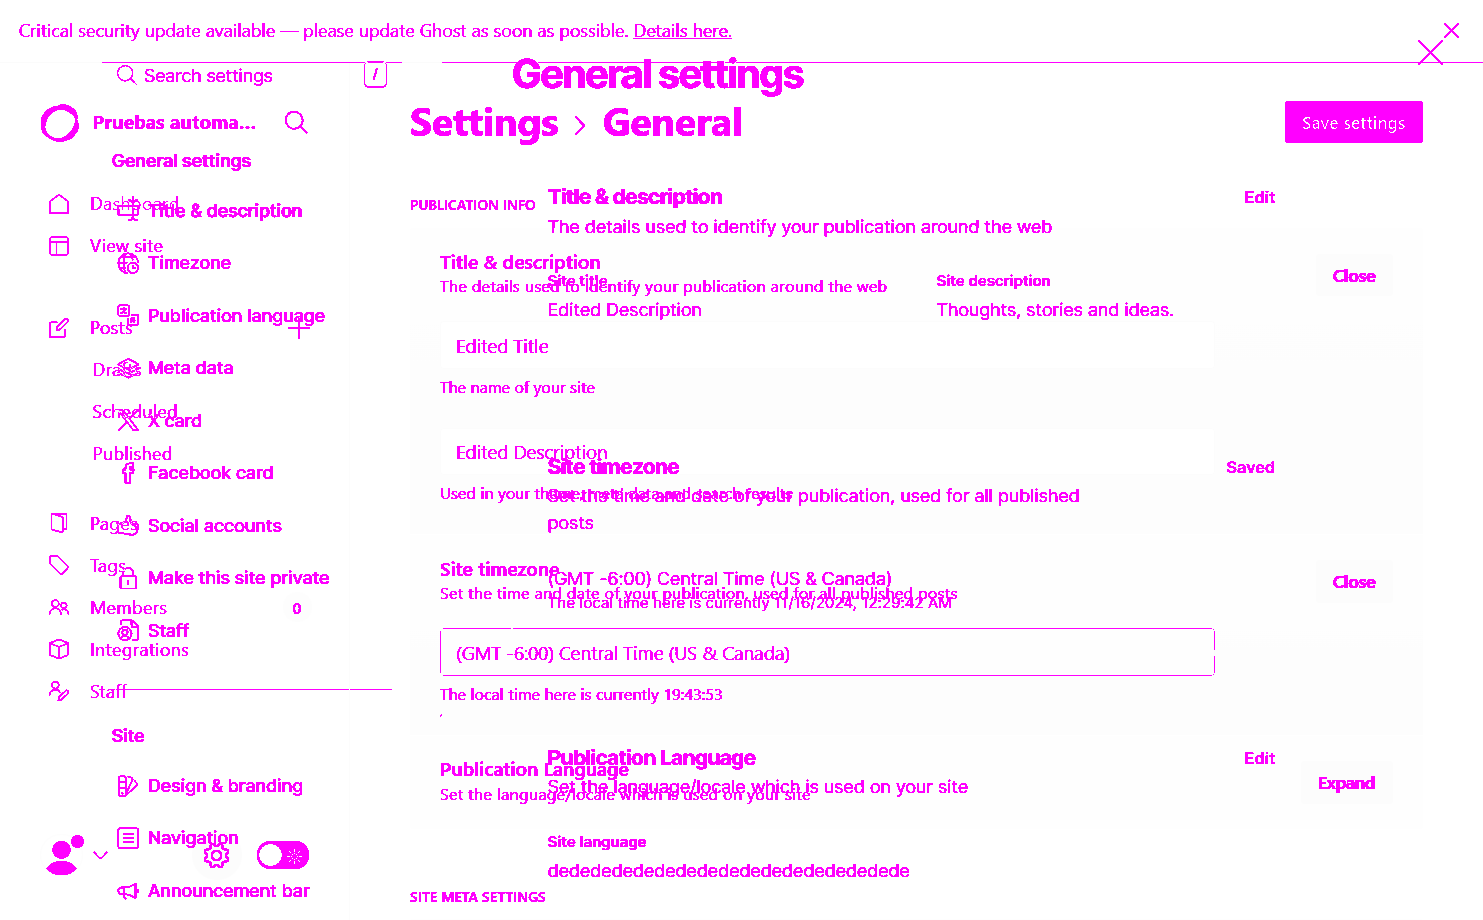 Critical security update available — please update Ghost as soon as possible. Details here.
Search settings
/
General settings
Pruebas automa...
Settings › General
Save settings
General settings
Dashboard
Title & description
View site
Timezone
Publication language
Posts
Meta data
Drafts
Scheduled
X card
Published
Facebook card
Pages
Social accounts
Tags
Make this site private
Members
0
Staff
Integrations
Staff
Site
Design & branding
Navigation
Announcement bar
PUBLICATION INFO
Title & description
Edit
The details used to identify your publication around the web
Title & description
Close
The details used to identify your publication around the web
Site title
Site description
Edited Description
Thoughts, stories and ideas.
Edited Title
The name of your site
Edited Description
Site timezone
Saved
Used in your theme, meta data and search results
Set the time and date of your publication, used for all published
posts
Site timezone
(GMT -6:00) Central Time (US & Canada)
Close
Set the time and date of your publication, used for all published posts
The local time here is currently 11/16/2024, 12:29:42 AM
(GMT -6:00) Central Time (US & Canada)
The local time here is currently 19:43:53
Publication Language
Edit
Publication Language
Set the language/locale which is used on your site
Expand
Set the language/locale which is used on your site
Site language
dedededededededededededededededede
SITE META SETTINGS